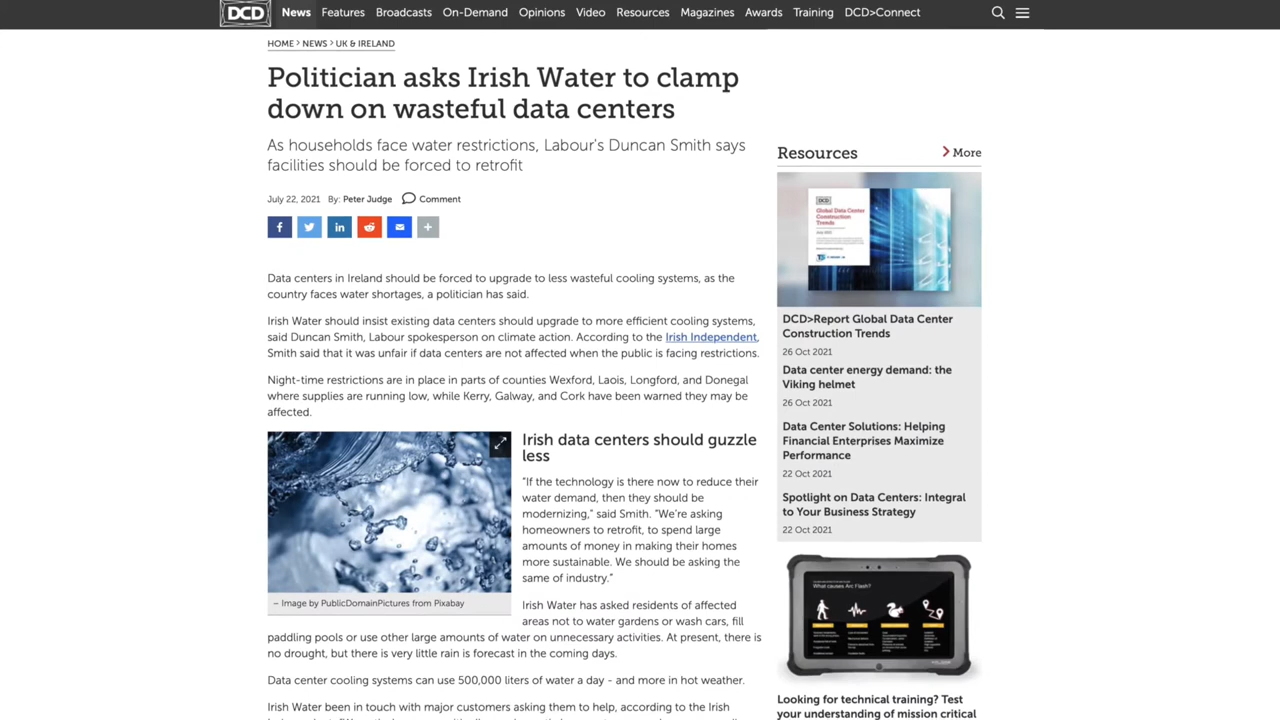 DCD
News Features Broadcasts On-Demand Opinions Video Resources Magazines Awards Training DCD>Connect
HOME > NEWS > UK & IRELAND
Politician asks Irish Water to clamp
down on wasteful data centers
As households face water restrictions, Labour's Duncan Smith says
facilities should be forced to retrofit
July 22, 2021 By: Peter Judge Comment
Data centers in Ireland should be forced to upgrade to less wasteful cooling systems, as the
country faces water shortages, a politician has said.
Irish Water should insist existing data centers should upgrade to more efficient cooling systems,
said Duncan Smith, Labour spokesperson on climate action. According to the Irish Independent,
Smith said that it was unfair if data centers are not affected when the public is facing restrictions.
Night-time restrictions are in place in parts of counties Wexford, Laois, Longford, and Donegal
where supplies are running low, while Kerry, Galway, and Cork have been warned they may be
affected.
– Image by PublicDomainPictures from Pixabay
Irish data centers should guzzle
less
"If the technology is there now to reduce their
water demand, then they should be
modernizing," said Smith. "We're asking
homeowners to retrofit, to spend large
amounts of money in making their homes
more sustainable. We should be asking the
same of industry."
Irish Water has asked residents of affected
areas not to water gardens or wash cars, fill
paddling pools or use other large amounts of water on unnecessary activities. At present, there is
no drought, but there is very little rain is forecast in the coming days.
Data center cooling systems can use 500,000 liters of water a day - and more in hot weather.
Irish Water been in touch with major customers asking them to help, according to the Irish
Resources
More
DCD
Global Data Center
Construction
Trends
DCD>Report Global Data Center
Construction Trends
26 Oct 2021
Data center energy demand: the
Viking helmet
26 Oct 2021
Data Center Solutions: Helping
Financial Enterprises Maximize
Performance
22 Oct 2021
Spotlight on Data Centers: Integral
to Your Business Strategy
22 Oct 2021
What causes Arc Flash?
Looking for technical training? Test
your understanding of mission critical